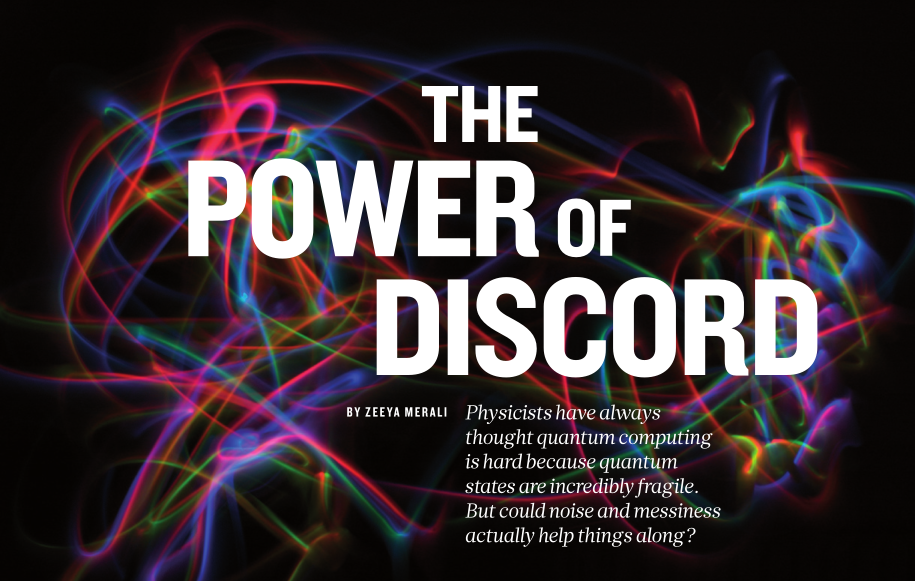 THE
POWER OF
DISCORD
BY ZEEYA MERALI
Physicists have always
thought quantum computing
is hard because quantum
states are incredibly fragile.
But could noise and messiness
actually help things along?